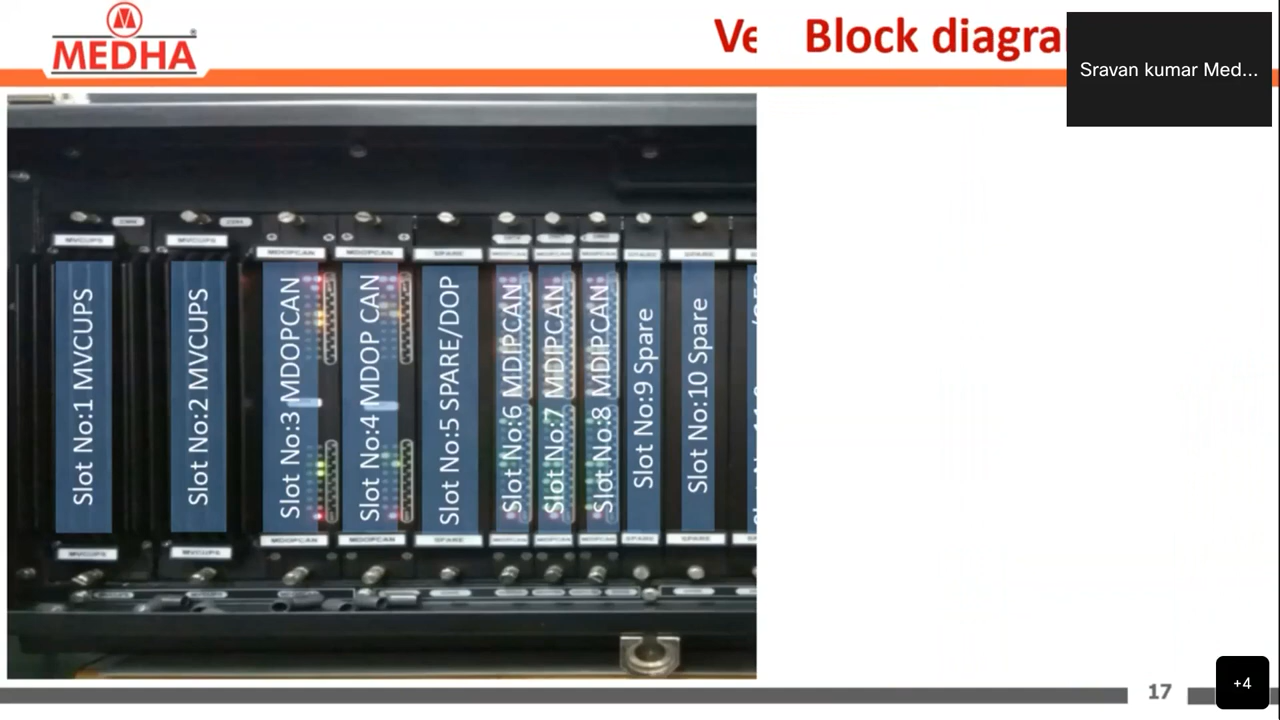 MEDHA
Ve Block diagra
Sravan kumar Med...
MVCUPS
MVCUPS
MDOPCAN
MDOPCAN
SPARE
SPARE
SPARE
Slot No:1 MVCUPS
Slot No:2 MVCUPS
Slot No:3 MDOPCAN
Slot No:4 MDOP CAN
Slot No:5 SPARE/DOP
Slot No:6 MDIPCAN
Slot No:7 MDIPCAN
Slot No:8 MDIPCAN
Slot No:9 Spare
Slot No:10 Spare
MVCUPS
MVCUPS
MDOPCAN
MDOPCAN
SPARE
SPARE
SPARE
17
+4